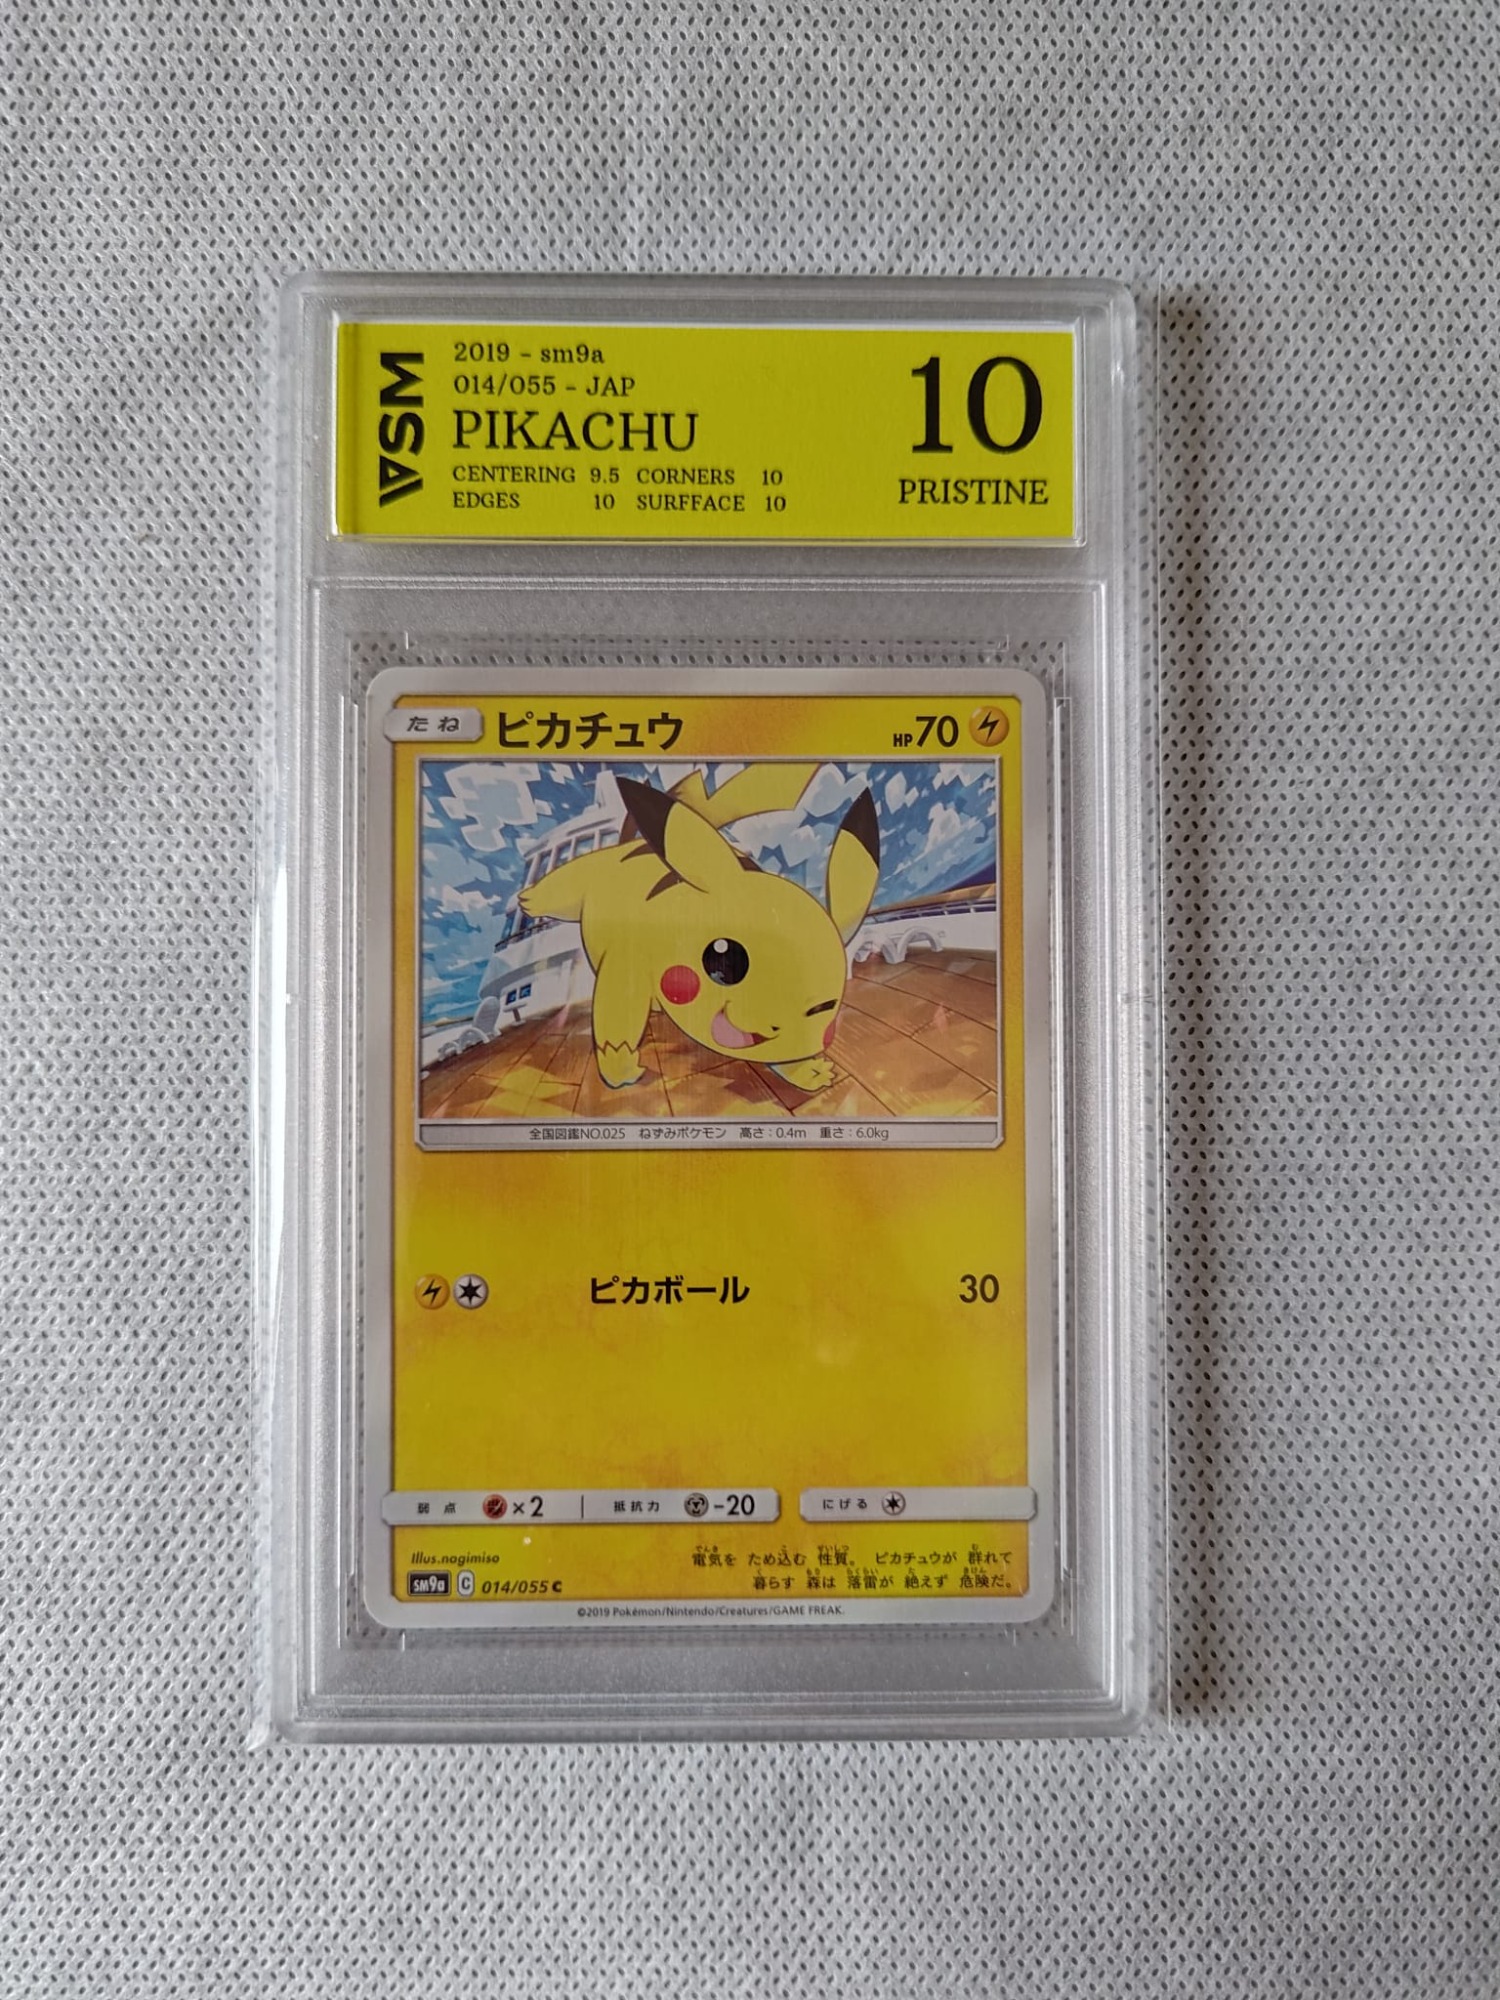 MSA
2019 - sm9a
014/055 - JAP
PIKACHU
CENTERING 9.5 CORNERS 10
EDGES 10 SURFFACE 10
10
PRISTINE
たね ピカチュウ HP70
全国図鑑NO.025 ねずみポケモン 高さ:0.4m 重さ:6.0kg
ピカボール 30
弱点 ×2 抵抗力 -20 にげる
Illus.nagimiso
電気を ため込む 性質。 ピカチュウが 群れて
暮らす 森は 落雷が 絶えず 危険だ。
SM9a C 014/055 C
©2019 Pokémon/Nintendo/Creatures/GAME FREAK.